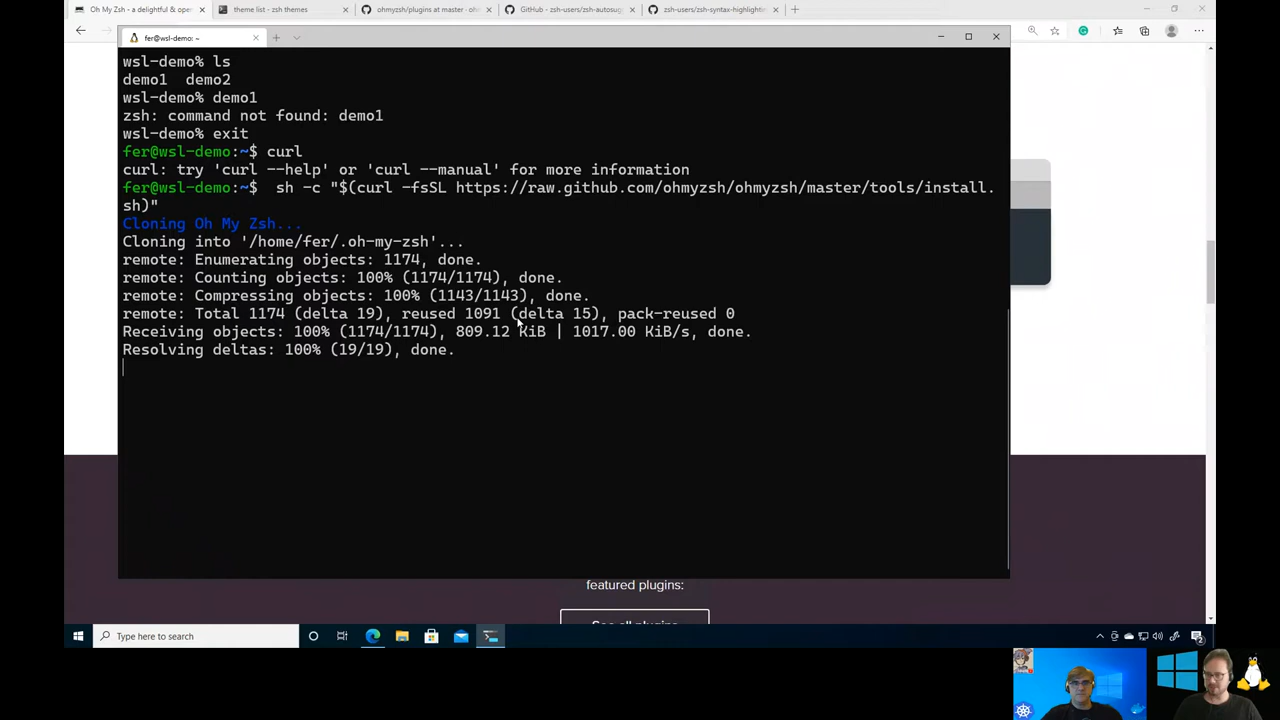 Oh My Zsh - a delightful & open
theme list - zsh themes
ohmyzsh/plugins at master · ohm
GitHub - zsh-users/zsh-autosugg
zsh-users/zsh-syntax-highlightin
fer@wsl-demo: ~
wsl-demo% ls
demo1  demo2
wsl-demo% demo1
zsh: command not found: demo1
wsl-demo% exit
fer@wsl-demo:~$ curl
curl: try 'curl --help' or 'curl --manual' for more information
fer@wsl-demo:~$  sh -c "$(curl -fsSL https://raw.github.com/ohmyzsh/ohmyzsh/master/tools/install.
sh)"
Cloning Oh My Zsh...
Cloning into '/home/fer/.oh-my-zsh'...
remote: Enumerating objects: 1174, done.
remote: Counting objects: 100% (1174/1174), done.
remote: Compressing objects: 100% (1143/1143), done.
remote: Total 1174 (delta 19), reused 1091 (delta 15), pack-reused 0
Receiving objects: 100% (1174/1174), 809.12 KiB | 1017.00 KiB/s, done.
Resolving deltas: 100% (19/19), done.
featured plugins:
See all plugins
Type here to search
2